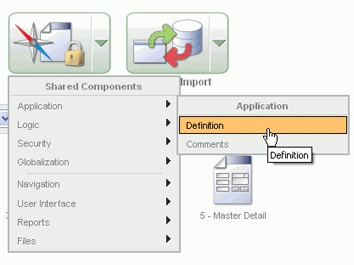 Import
Shared Components
Application
Logic
Security
Globalization
Navigation
User Interface
Reports
Files
Application
Definition
Comments
Definition
5 - Master Detail